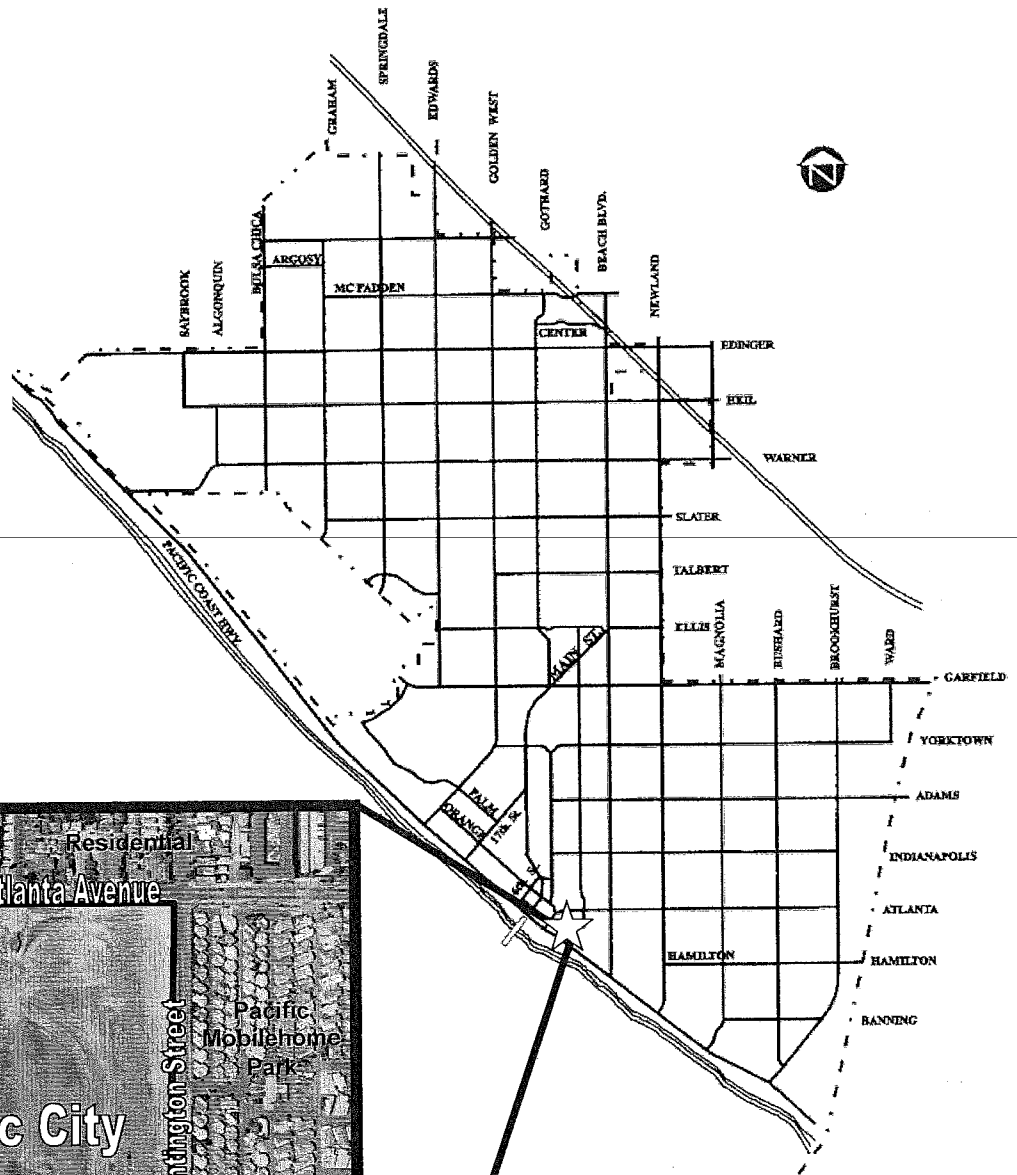 SPRINGDALE
GRAHAM
EDWARDS
GOLDEN WEST
GOTHARD
BEACH BLVD.
NEWLAND
BOLSA CHICA
SAYBROOK
ALGONQUIN
N
ARGOSY
MC FADDEN
CENTER
EDINGER
HEIL
WARNER
SLATER
TALBERT
PACIFIC COAST HWY.
MAIN ST.
ELLIS
MAGNOLIA
BUSHARD
BROOKHURST
WARD
GARFIELD
YORKTOWN
PALM
ORANGE
17th. St.
ADAMS
INDIANAPOLIS
ATLANTA
HAMILTON
HAMILTON
BANNING
Residential
tlanta Avenue
Pacific
Mobilehome
Park
ntington Street
c City